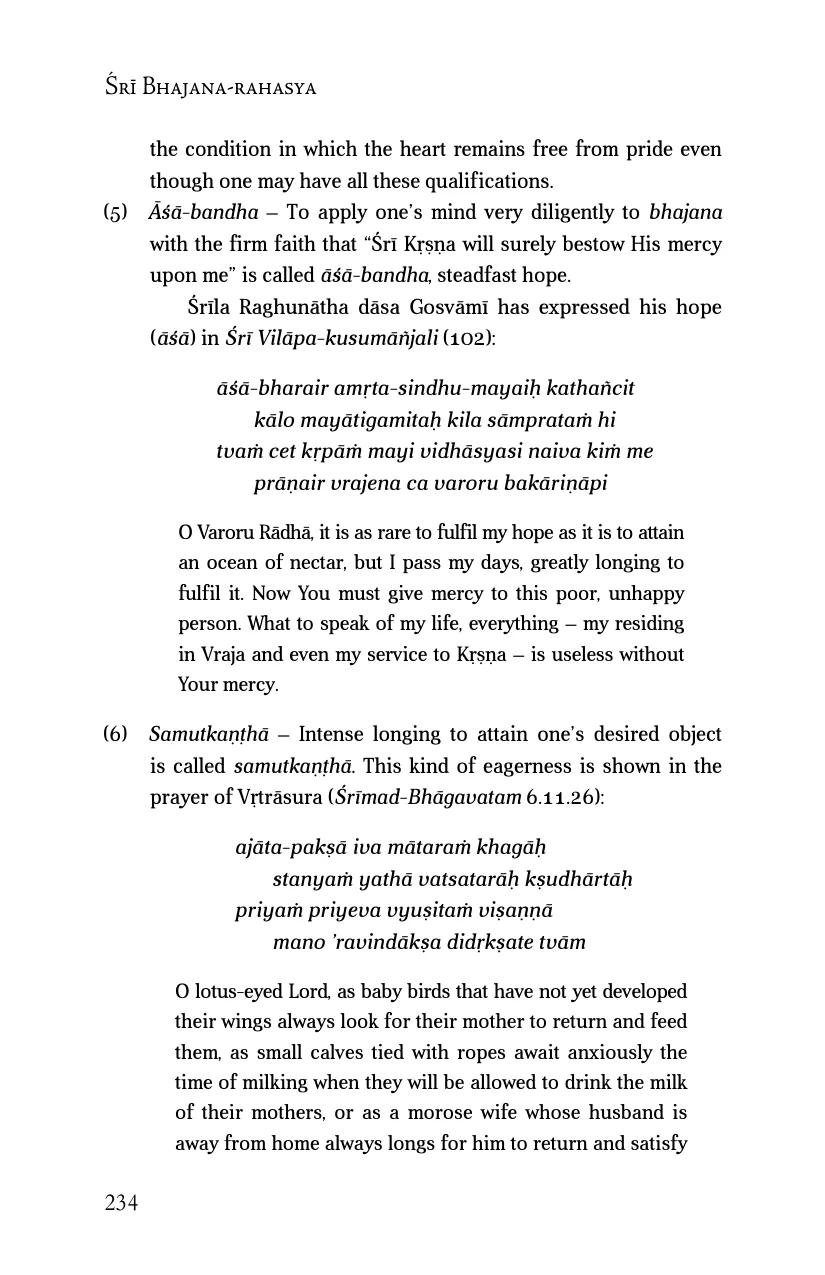 Śrī Bhajana-rahasya
the condition in which the heart remains free from pride even
though one may have all these qualifications.
(5) Āśā-bandha – To apply one’s mind very diligently to bhajana
with the firm faith that “Śrī Kṛṣṇa will surely bestow His mercy
upon me” is called āśā-bandha, steadfast hope.
Śrīla Raghunātha dāsa Gosvāmī has expressed his hope
(āśā) in Śrī Vilāpa-kusumāñjali (102):
āśā-bharair amṛta-sindhu-mayaiḥ kathañcit
kālo mayātigamitaḥ kila sāmprataṁ hi
tvaṁ cet kṛpāṁ mayi vidhāsyasi naiva kiṁ me
prāṇair vrajena ca varoru bakāriṇāpi
O Varoru Rādhā, it is as rare to fulfil my hope as it is to attain
an ocean of nectar, but I pass my days, greatly longing to
fulfil it. Now You must give mercy to this poor, unhappy
person. What to speak of my life, everything – my residing
in Vraja and even my service to Kṛṣṇa – is useless without
Your mercy.
(6) Samutkaṇṭhā – Intense longing to attain one’s desired object
is called samutkaṇṭhā. This kind of eagerness is shown in the
prayer of Vṛtrāsura (Śrīmad-Bhāgavatam 6.11.26):
ajāta-pakṣā iva mātaraṁ khagāḥ
stanyaṁ yathā vatsatarāḥ kṣudhārtāḥ
priyaṁ priyeva vyuṣitaṁ viṣaṇṇā
mano ’ravindākṣa didṛkṣate tvām
O lotus-eyed Lord, as baby birds that have not yet developed
their wings always look for their mother to return and feed
them, as small calves tied with ropes await anxiously the
time of milking when they will be allowed to drink the milk
of their mothers, or as a morose wife whose husband is
away from home always longs for him to return and satisfy
234